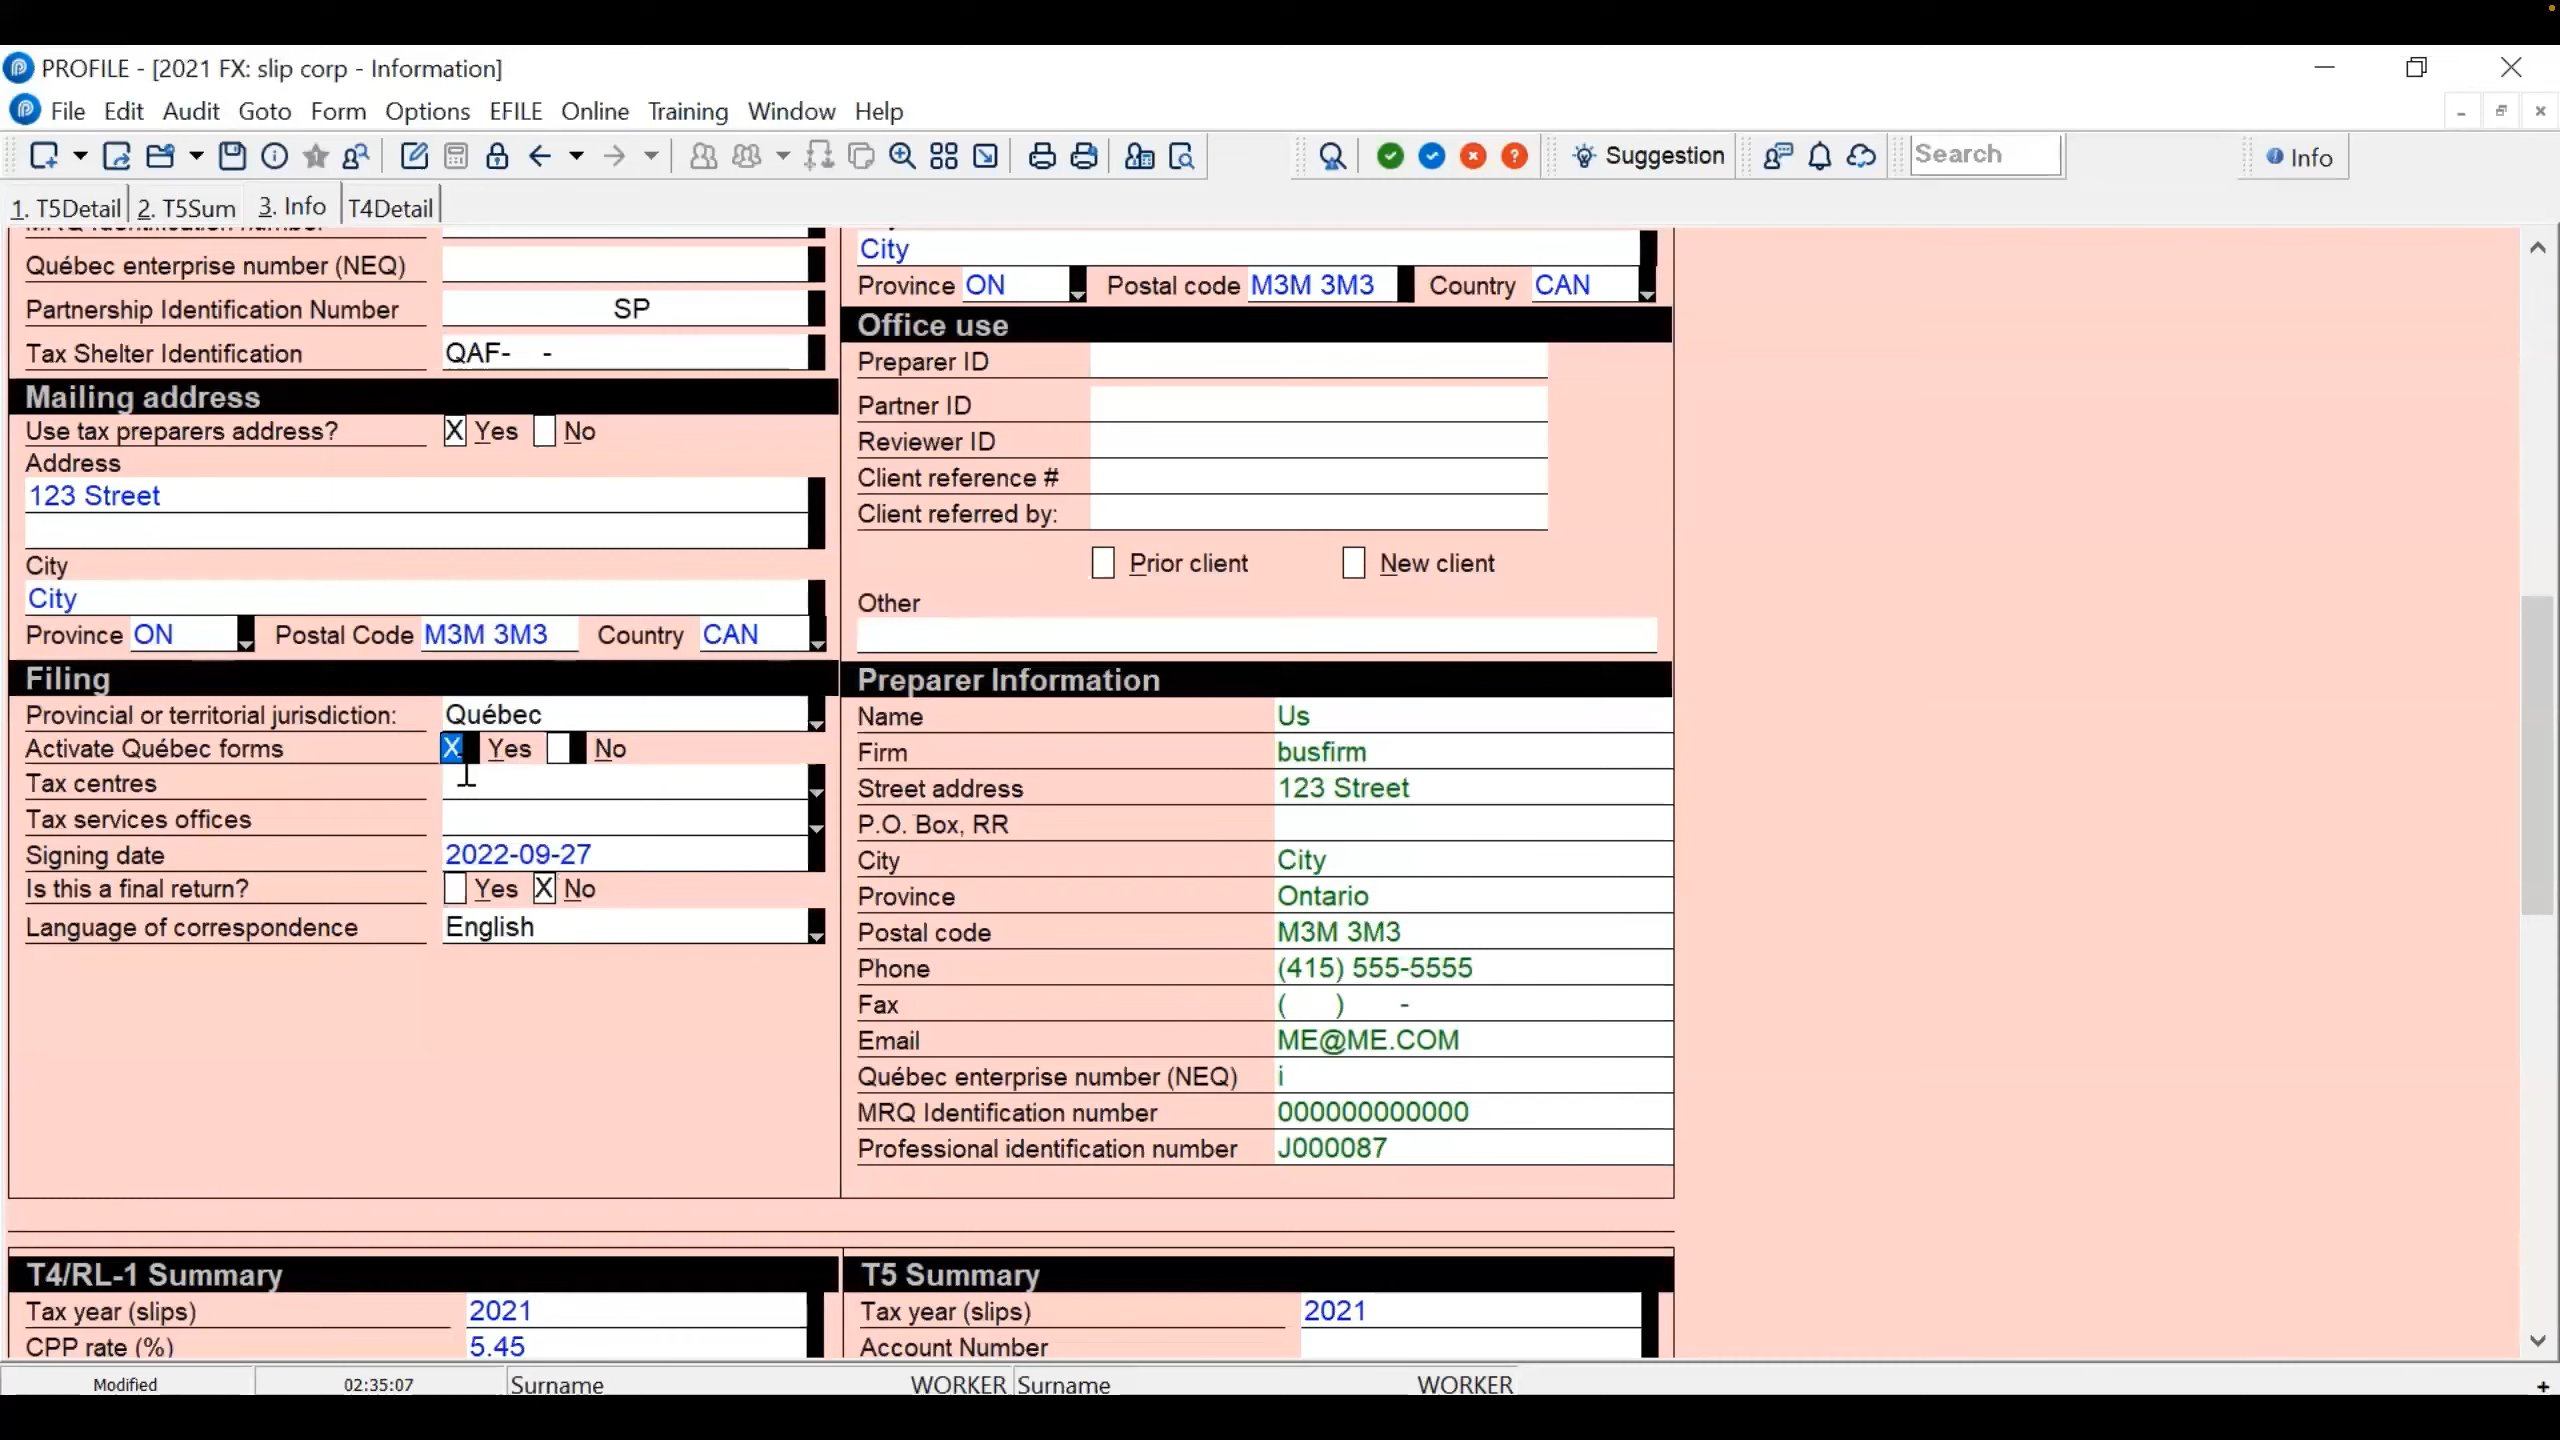 PROFILE - [2021 FX: slip corp - Information]
File Edit Audit Goto Form Options EFILE Online Training Window Help
Suggestion
Search
Info
1. T5Detail 2. T5Sum 3. Info T4Detail
MRQ Identification number
Québec enterprise number (NEQ)
Partnership Identification Number SP
Tax Shelter Identification QAF- -
Mailing address
Use tax preparers address? X Yes No
Address
123 Street
City
City
Province ON Postal Code M3M 3M3 Country CAN
Filing
Provincial or territorial jurisdiction: Québec
Activate Québec forms X Yes No
Tax centres
Tax services offices
Signing date 2022-09-27
Is this a final return? Yes X No
Language of correspondence English
City
Province ON Postal code M3M 3M3 Country CAN
Office use
Preparer ID
Partner ID
Reviewer ID
Client reference #
Client referred by:
Prior client New client
Other
Preparer Information
Name Us
Firm busfirm
Street address 123 Street
P.O. Box, RR
City City
Province Ontario
Postal code M3M 3M3
Phone (415) 555-5555
Fax ( ) -
Email ME@ME.COM
Québec enterprise number (NEQ) i
MRQ Identification number 000000000000
Professional identification number J000087
T4/RL-1 Summary
Tax year (slips) 2021
CPP rate (%) 5.45
T5 Summary
Tax year (slips) 2021
Account Number
Modified 02:35:07 Surname WORKER Surname WORKER